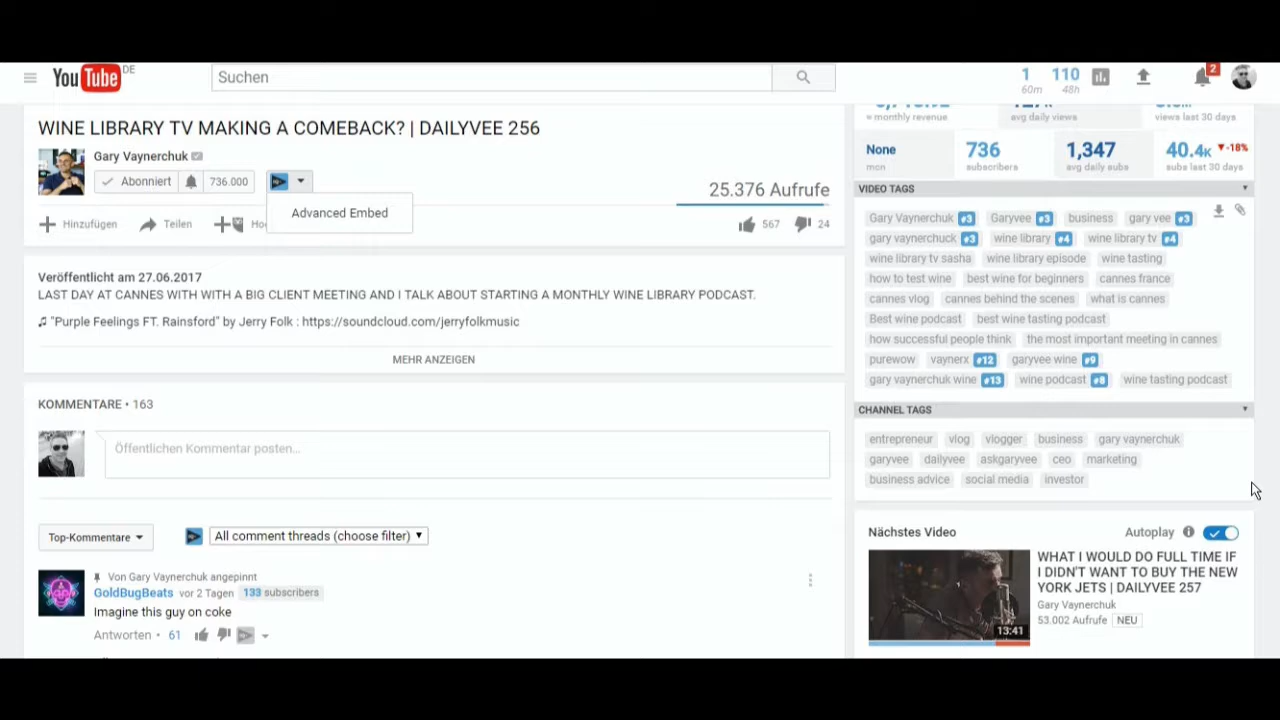 YouTube DE
Suchen
1 60m
110 48h
2
WINE LIBRARY TV MAKING A COMEBACK? | DAILYVEE 256
Gary Vaynerchuk
Abonniert 736.000
Advanced Embed
25.376 Aufrufe
Hinzufügen Teilen
567 24
Veröffentlicht am 27.06.2017
LAST DAY AT CANNES WITH WITH A BIG CLIENT MEETING AND I TALK ABOUT STARTING A MONTHLY WINE LIBRARY PODCAST.
"Purple Feelings FT. Rainsford" by Jerry Folk : https://soundcloud.com/jerryfolkmusic
MEHR ANZEIGEN
KOMMENTARE • 163
Öffentlichen Kommentar posten...
Top-Kommentare
All comment threads (choose filter)
Von Gary Vaynerchuk angepinnt
GoldBugBeats vor 2 Tagen 133 subscribers
Imagine this guy on coke
Antworten • 61
≈ monthly revenue avg daily views views last 30 days
None 736 1,347 40.4K -18%
mcn subscribers avg daily subs subs last 30 days
VIDEO TAGS
Gary Vaynerchuk #3 Garyvee #3 business gary vee #3
gary vaynerchuck #3 wine library #4 wine library tv #4
wine library tv sasha wine library episode wine tasting
how to test wine best wine for beginners cannes france
cannes vlog cannes behind the scenes what is cannes
Best wine podcast best wine tasting podcast
how successful people think the most important meeting in cannes
purewow vaynerx #12 garyvee wine #9
gary vaynerchuk wine #13 wine podcast #8 wine tasting podcast
CHANNEL TAGS
entrepreneur vlog vlogger business gary vaynerchuk
garyvee dailyvee askgaryvee ceo marketing
business advice social media investor
Nächstes Video Autoplay
WHAT I WOULD DO FULL TIME IF
I DIDN'T WANT TO BUY THE NEW
YORK JETS | DAILYVEE 257
Gary Vaynerchuk
53.002 Aufrufe NEU
13:41